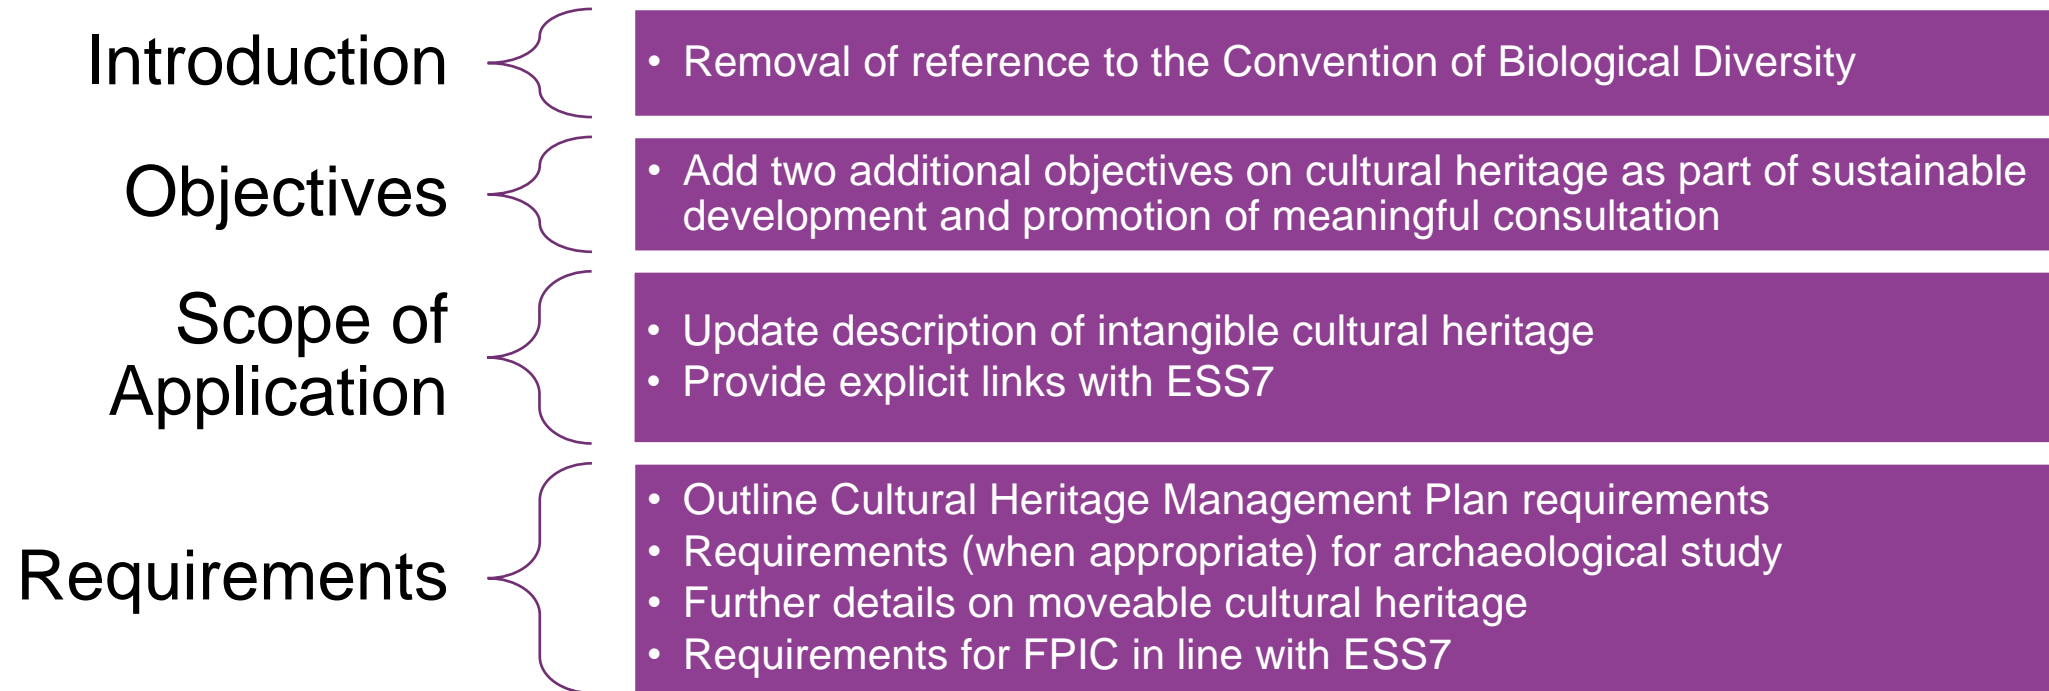 Introduction
• Removal of reference to the Convention of Biological Diversity
Objectives
• Add two additional objectives on cultural heritage as part of sustainable
development and promotion of meaningful consultation
Scope of
Application
• Update description of intangible cultural heritage
• Provide explicit links with ESS7
Requirements
• Outline Cultural Heritage Management Plan requirements
• Requirements (when appropriate) for archaeological study
• Further details on moveable cultural heritage
• Requirements for FPIC in line with ESS7